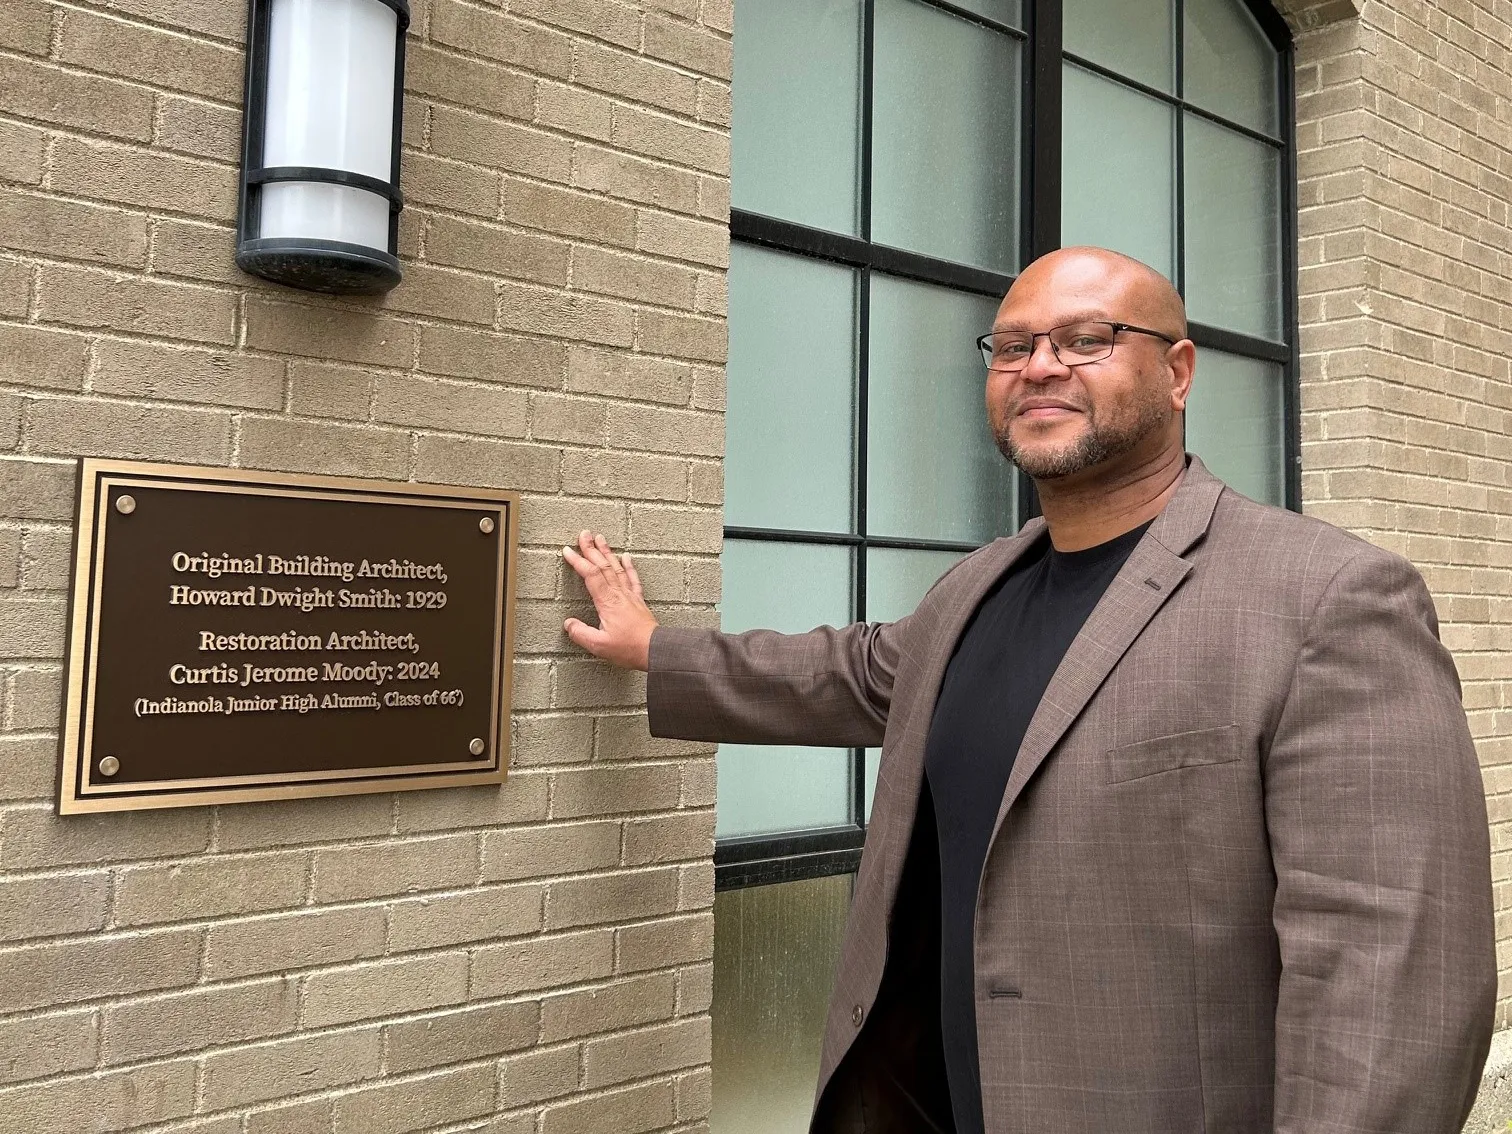 Original Building Architect,
Howard Dwight Smith: 1929
Restoration Architect,
Curtis Jerome Moody: 2024
(Indianola Junior High Alumni, Class of 66')